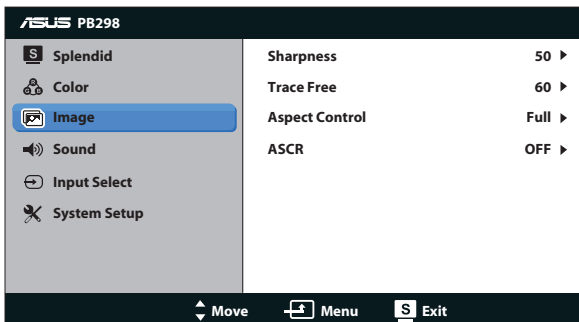 ASUS PB298
S Splendid
Color
Image
Sound
Input Select
System Setup
Sharpness 50
Trace Free 60
Aspect Control Full
ASCR OFF
Move Menu S Exit